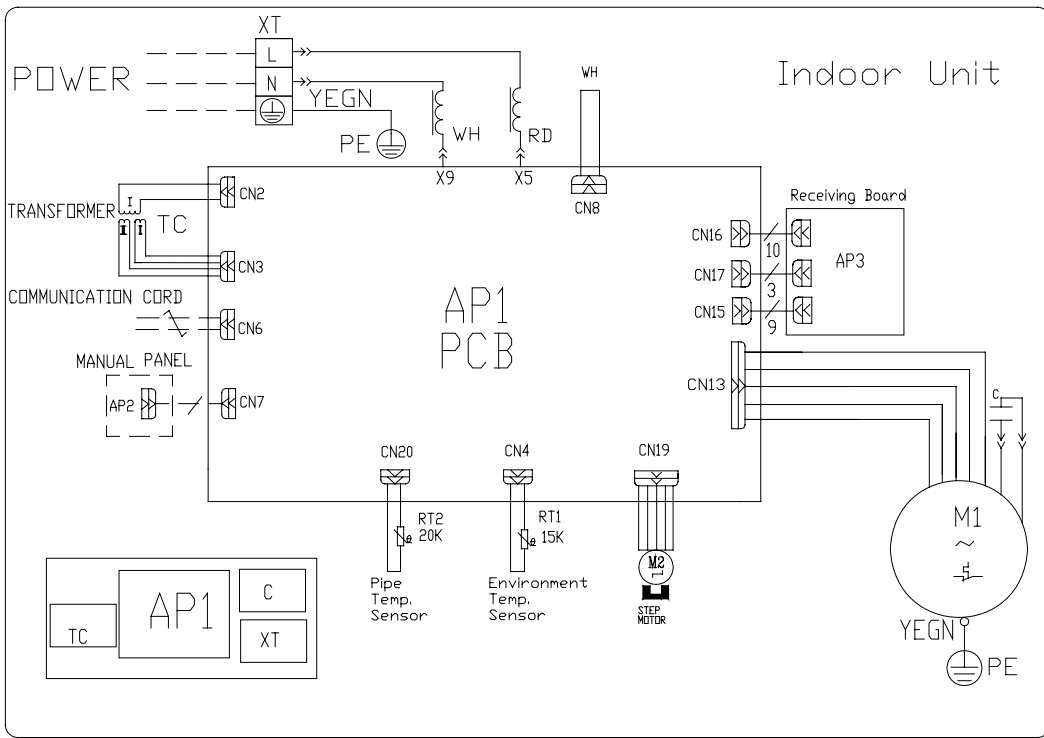 XT
L
POWER
N
YEGN
PE
WH
RD
WH
Indoor Unit
X9
X5
CN8
CN2
I
TRANSFORMER
TC
II II
CN3
COMMUNICATION CORD
CN6
MANUAL PANEL
AP2
CN7
AP1
PCB
Receiving Board
CN16
10
AP3
CN17
3
CN15
9
CN13
C
CN20
CN4
CN19
RT2
20K
RT1
15K
Pipe
Temp.
Sensor
Environment
Temp.
Sensor
M2
STEP
MOTOR
M1
~
YEGN
PE
TC
AP1
C
XT